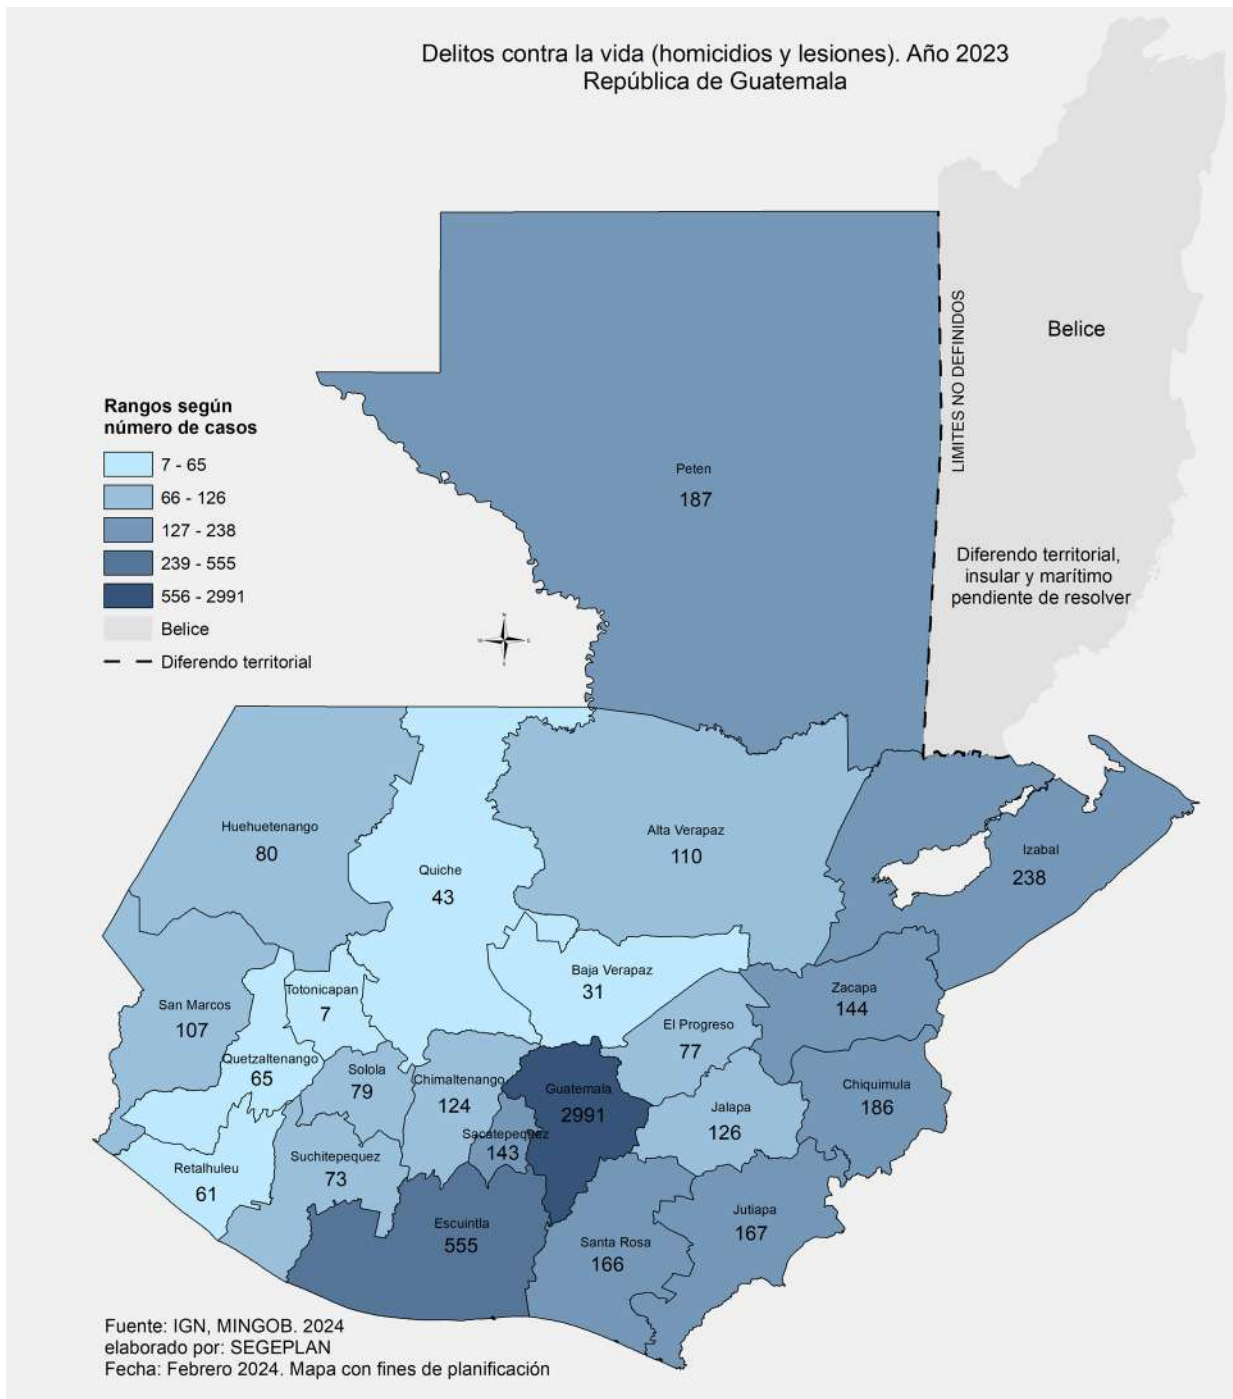 Delitos contra la vida (homicidios y lesiones). Año 2023
República de Guatemala
LIMITES NO DEFINIDOS
Belice
Rangos según
número de casos
7 - 65
66 - 126
127 - 238
239 - 555
556 - 2991
Belice
Diferendo territorial
Peten
187
Diferendo territorial,
insular y marítimo
pendiente de resolver
N
S
Huehuetenango
80
Quiche
43
Alta Verapaz
110
Izabal
238
San Marcos
107
Totonicapan
7
Baja Verapaz
31
Zacapa
144
Quetzaltenango
65
Solola
79
Chimaltenango
124
Guatemala
2991
El Progreso
77
Jalapa
126
Chiquimula
186
Sacatepequez
143
Retalhuleu
61
Suchitepequez
73
Escuintla
555
Santa Rosa
166
Jutiapa
167
Fuente: IGN, MINGOB. 2024
elaborado por: SEGEPLAN
Fecha: Febrero 2024. Mapa con fines de planificación